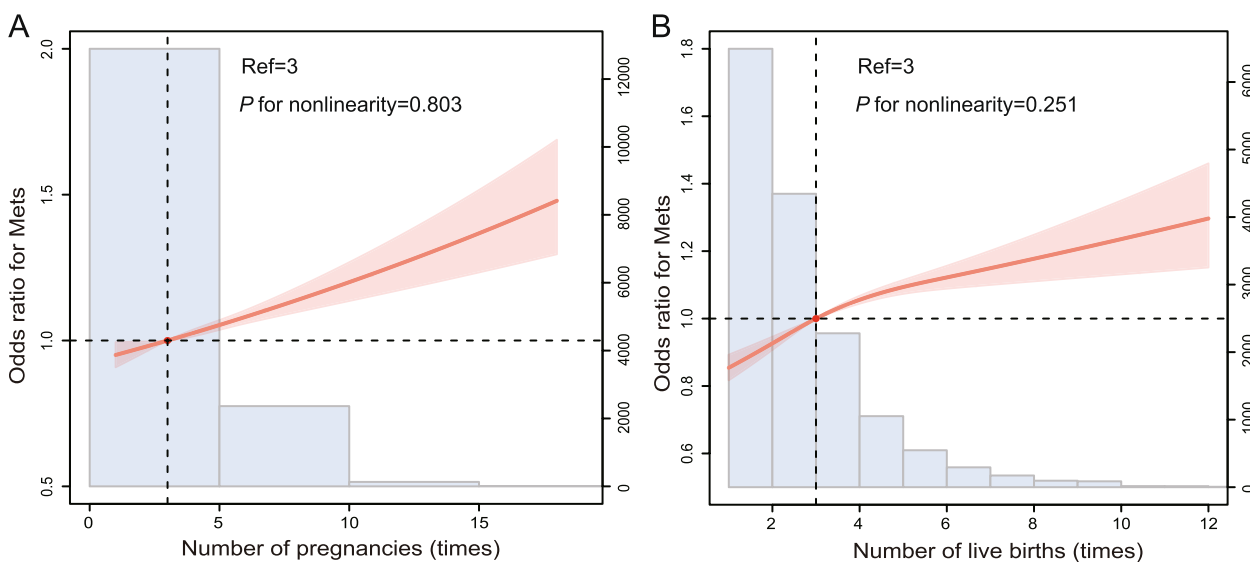 A
B
Ref=3
P for nonlinearity=0.803
Ref=3
P for nonlinearity=0.251
Odds ratio for Mets
2.0
1.5
1.0
0.5
12000
10000
8000
6000
4000
2000
0
0 5 10 15
Number of pregnancies (times)
Odds ratio for Mets
1.8
1.6
1.4
1.2
1.0
0.8
0.6
6000
5000
4000
3000
2000
1000
0
2 4 6 8 10 12
Number of live births (times)